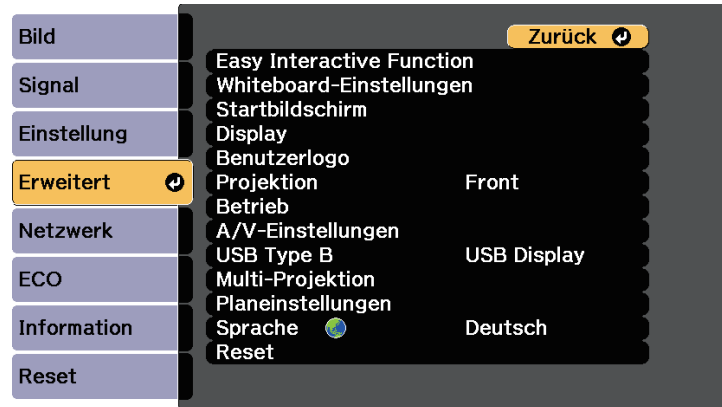 Bild
Signal
Einstellung
Erweitert
Netzwerk
ECO
Information
Reset
Zurück
Easy Interactive Function
Whiteboard-Einstellungen
Startbildschirm
Display
Benutzerlogo
Projektion Front
Betrieb
A/V-Einstellungen
USB Type B USB Display
Multi-Projektion
Planeinstellungen
Sprache Deutsch
Reset